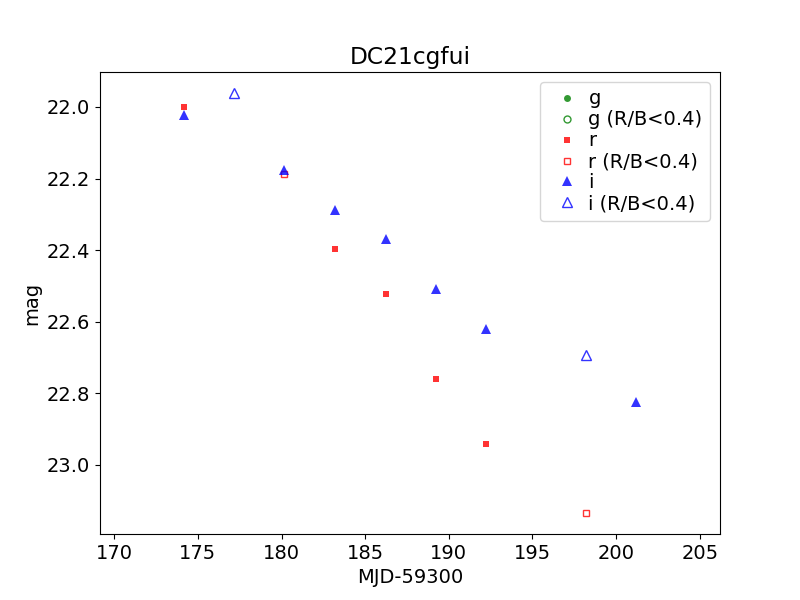 DC21cgfui
g
g (R/B<0.4)
r
r (R/B<0.4)
i
i (R/B<0.4)
mag
22.0
22.2
22.4
22.6
22.8
23.0
170 175 180 185 190 195 200 205
MJD-59300